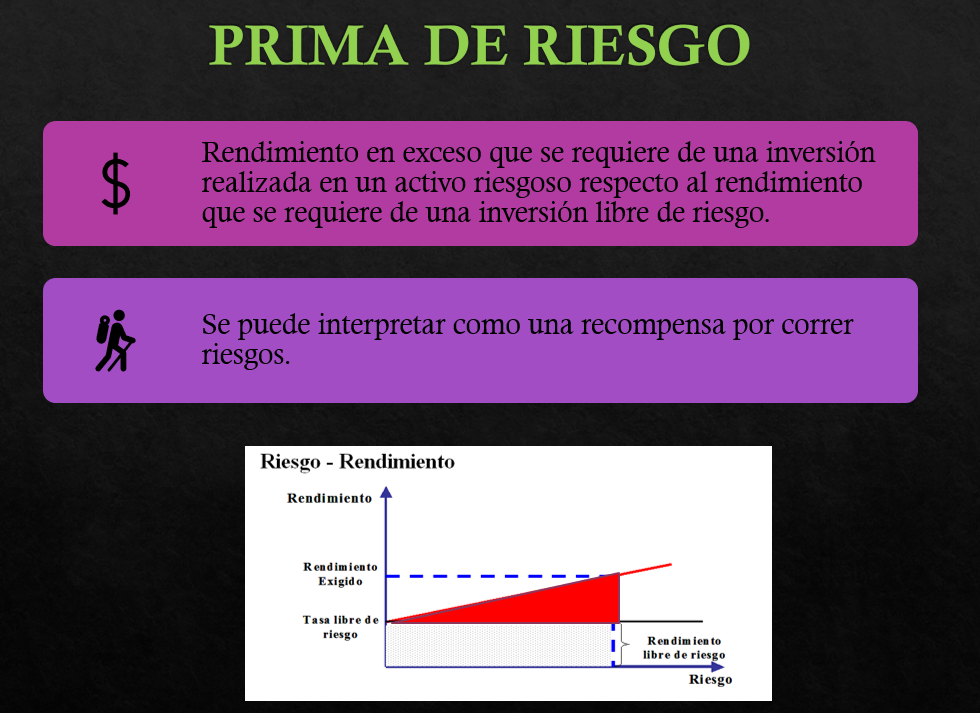 PRIMA DE RIESGO
Rendimiento en exceso que se requiere de una inversión
realizada en un activo riesgoso respecto al rendimiento
que se requiere de una inversión libre de riesgo.
Se puede interpretar como una recompensa por correr
riesgos.
Riesgo - Rendimiento
Rendimiento
Rendimiento
Exigido
Tasa libre de
riesgo
Rendimiento
libre de riesgo
Riesgo